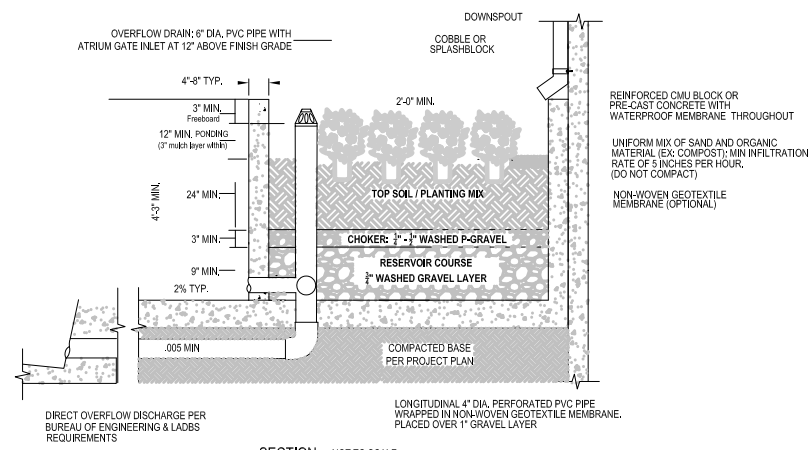 DOWNSPOUT
OVERFLOW DRAIN: 6" DIA. PVC PIPE WITH
ATRIUM GATE INLET AT 12" ABOVE FINISH GRADE
COBBLE OR
SPLASHBLOCK
4"-8" TYP.
3" MIN.
Freeboard
2'-0" MIN.
12" MIN. PONDING
(3" mulch layer within)
4'-3" MIN.
24" MIN.
TOP SOIL / PLANTING MIX
3" MIN.
CHOKER: 1/4" - 1/2" WASHED P-GRAVEL
RESERVOIR COURSE
3/4" WASHED GRAVEL LAYER
9" MIN.
2% TYP.
REINFORCED CMU BLOCK OR
PRE-CAST CONCRETE WITH
WATERPROOF MEMBRANE THROUGHOUT
UNIFORM MIX OF SAND AND ORGANIC
MATERIAL (EX: COMPOST); MIN INFILTRATION
RATE OF 5 INCHES PER HOUR.
(DO NOT COMPACT)
NON-WOVEN GEOTEXTILE
MEMBRANE (OPTIONAL)
.005 MIN
COMPACTED BASE
PER PROJECT PLAN
DIRECT OVERFLOW DISCHARGE PER
BUREAU OF ENGINEERING & LADBS
REQUIREMENTS
LONGITUDINAL 4" DIA. PERFORATED PVC PIPE
WRAPPED IN NON-WOVEN GEOTEXTILE MEMBRANE.
PLACED OVER 1" GRAVEL LAYER
SECTION